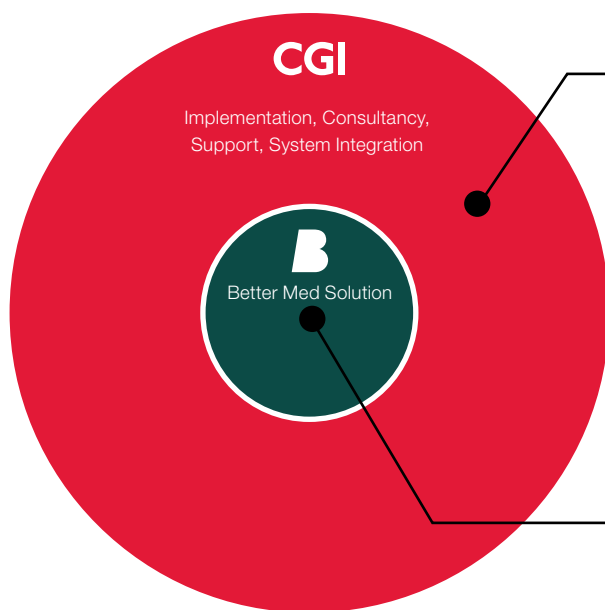 CGI
Implementation, Consultancy,
Support, System Integration
B
Better Med Solution